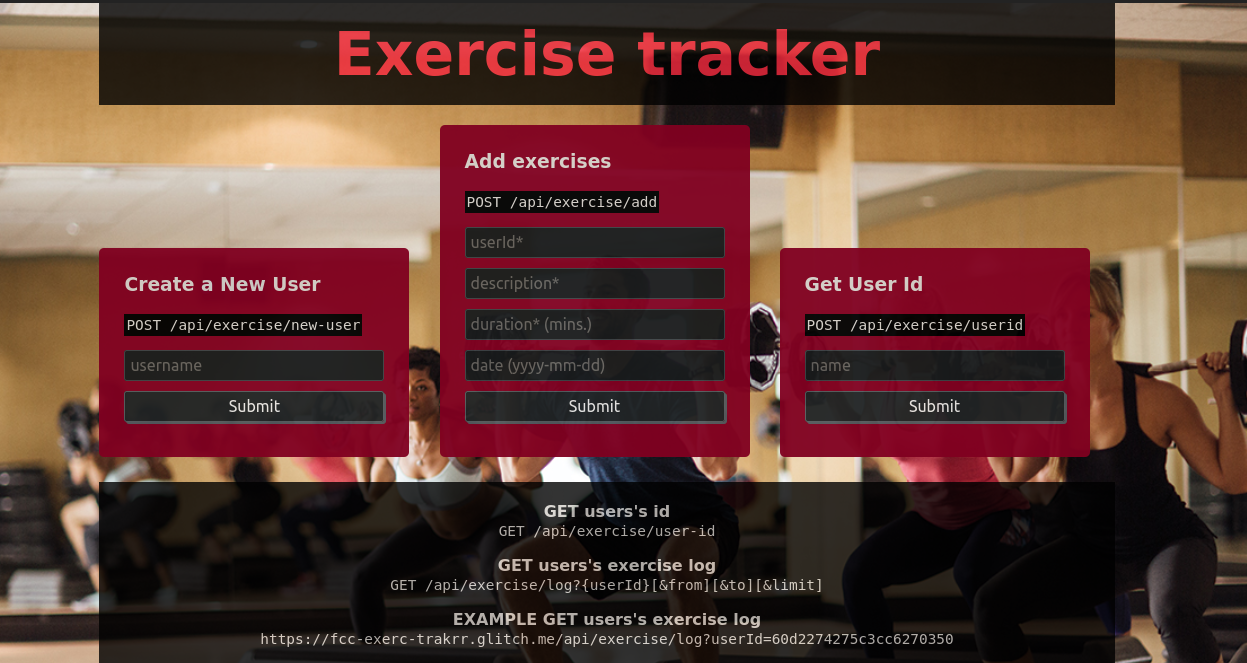 Exercise tracker
Create a New User
POST /api/exercise/new-user
username
Submit
Add exercises
POST /api/exercise/add
userId*
description*
duration* (mins.)
date (yyyy-mm-dd)
Submit
Get User Id
POST /api/exercise/userid
name
Submit
GET users's id
GET /api/exercise/user-id
GET users's exercise log
GET /api/exercise/log?{userId}[&from][&to][&limit]
EXAMPLE GET users's exercise log
https://fcc-exerc-trakrr.glitch.me/api/exercise/log?userId=60d2274275c3cc6270350